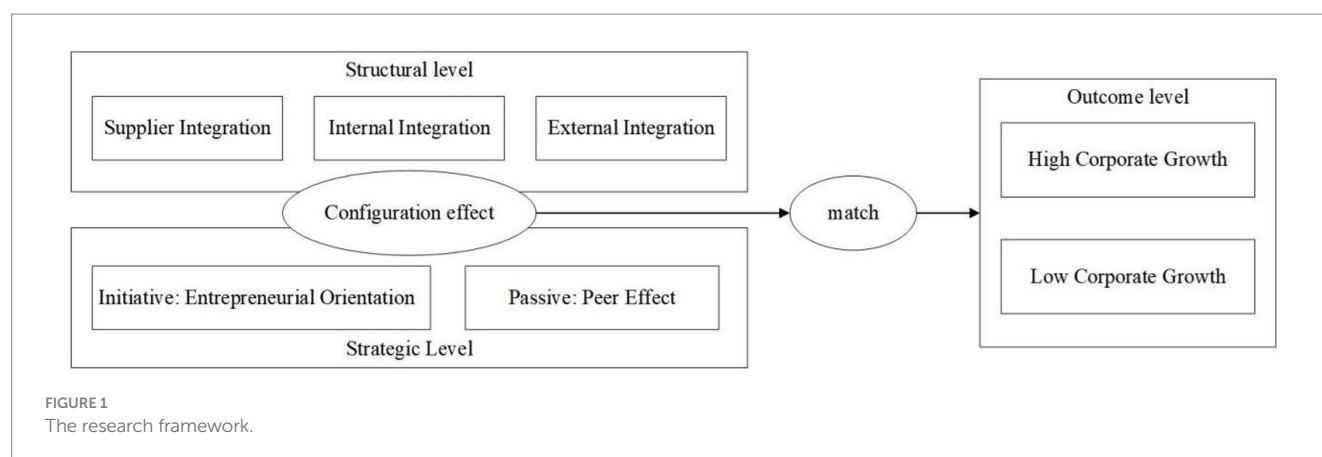 Structural level
Supplier Integration
Internal Integration
External Integration
Configuration effect
Initiative: Entrepreneurial Orientation
Passive: Peer Effect
Strategic Level
match
Outcome level
High Corporate Growth
Low Corporate Growth
FIGURE 1
The research framework.